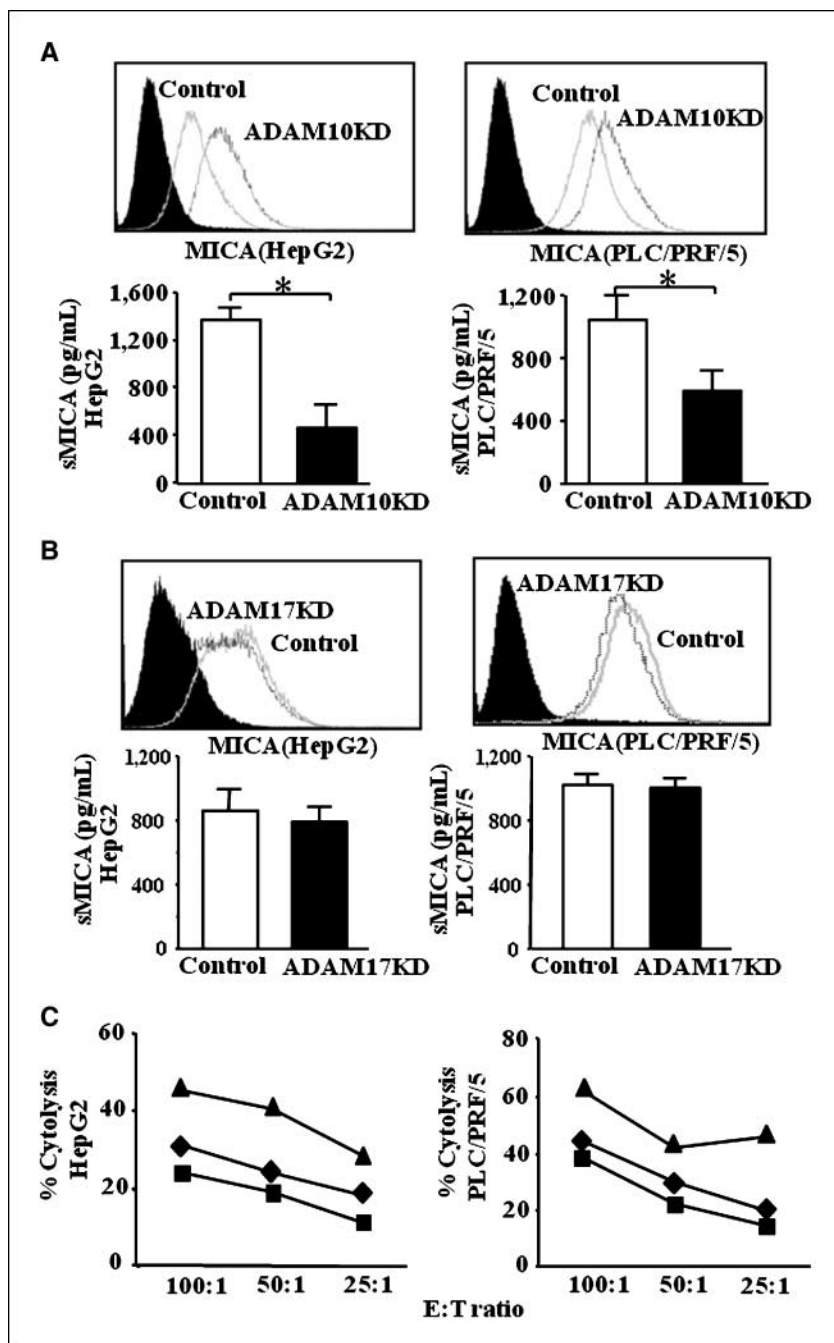 A
Control
ADAM10KD
MICA(HepG2)
Control
ADAM10KD
MICA(PLC/PRF/5)
sMICA (pg/mL)
HepG2
1,600
1,200
800
400
0
*
Control
ADAM10KD
sMICA (pg/mL)
PLC/PRF/5
1,200
800
400
0
*
Control
ADAM10KD
B
ADAM17KD
Control
MICA(HepG2)
ADAM17KD
Control
MICA(PLC/PRF/5)
sMICA (pg/mL)
HepG2
1,200
800
400
0
Control
ADAM17KD
sMICA (pg/mL)
PLC/PRF/5
1,200
800
400
0
Control
ADAM17KD
C
% Cytolysis
HepG2
60
40
20
0
100:1
50:1
25:1
% Cytolysis
PLC/PRF/5
80
60
40
20
0
100:1
50:1
25:1
E:T ratio